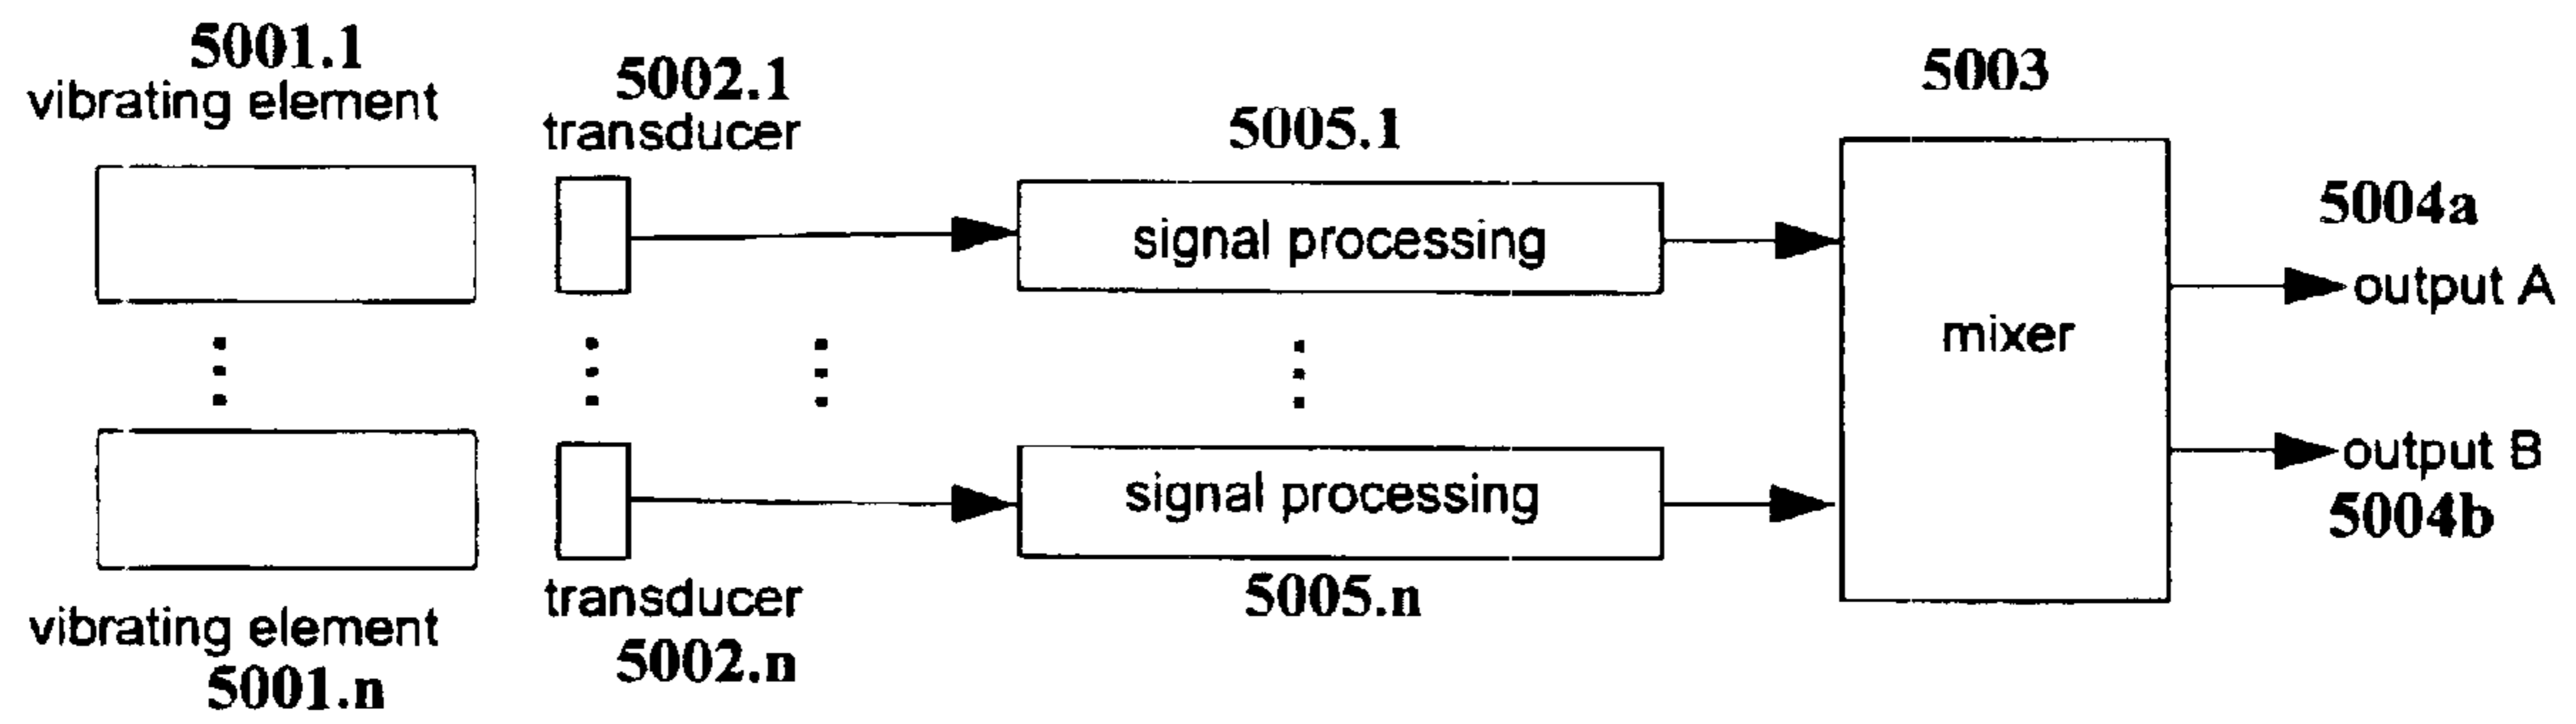 5001.1
vibrating element
5002.1
transducer
5005.1
signal processing
5003
mixer
5004a
output A
output B
5004b
signal processing
5005.n
transducer
5002.n
vibrating element
5001.n